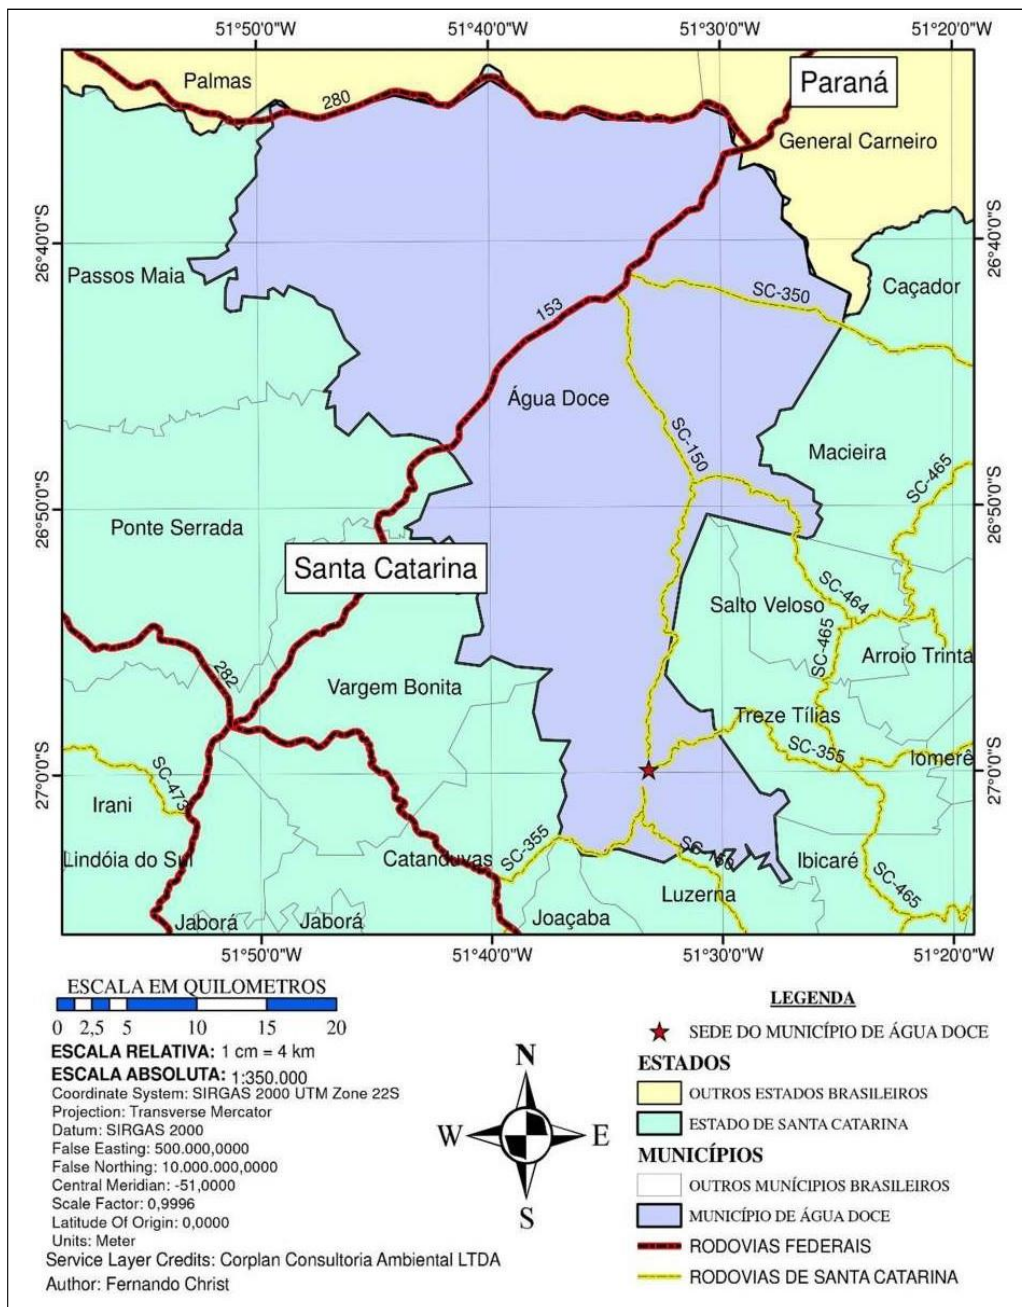 51°50'0"W
51°40'0"W
51°30'0"W
51°20'0"W
Palmas
280
Paraná
General Carneiro
26°40'0"S
26°40'0"S
Passos Maia
Caçador
SC-350
153
Água Doce
SC-150
Macieira
SC-465
26°50'0"S
26°50'0"S
Ponte Serrada
Santa Catarina
Salto Veloso
SC-464
SC-465
Arroio Trinta
282
Vargem Bonita
Treze Tílias
SC-355
Iomerê
27°0'0"S
27°0'0"S
SC-473
Irani
Lindóia do Sul
Catanduvas
SC-355
SC-150
Ibicaré
SC-465
Luzerna
Jaborá
Jaborá
Joaçaba
51°50'0"W
51°40'0"W
51°30'0"W
51°20'0"W
ESCALA EM QUILOMETROS
0 2,5 5 10 15 20
ESCALA RELATIVA: 1 cm = 4 km
ESCALA ABSOLUTA: 1:350.000
Coordinate System: SIRGAS 2000 UTM Zone 22S
Projection: Transverse Mercator
Datum: SIRGAS 2000
False Easting: 500.000,0000
False Northing: 10.000.000,0000
Central Meridian: -51,0000
Scale Factor: 0,9996
Latitude Of Origin: 0,0000
Units: Meter
Service Layer Credits: Corplan Consultoria Ambiental LTDA
Author: Fernando Christ
N
W
E
S
LEGENDA
SEDE DO MUNICÍPIO DE ÁGUA DOCE
ESTADOS
OUTROS ESTADOS BRASILEIROS
ESTADO DE SANTA CATARINA
MUNICÍPIOS
OUTROS MUNÍCIPIOS BRASILEIROS
MUNICÍPIO DE ÁGUA DOCE
RODOVIAS FEDERAIS
RODOVIAS DE SANTA CATARINA